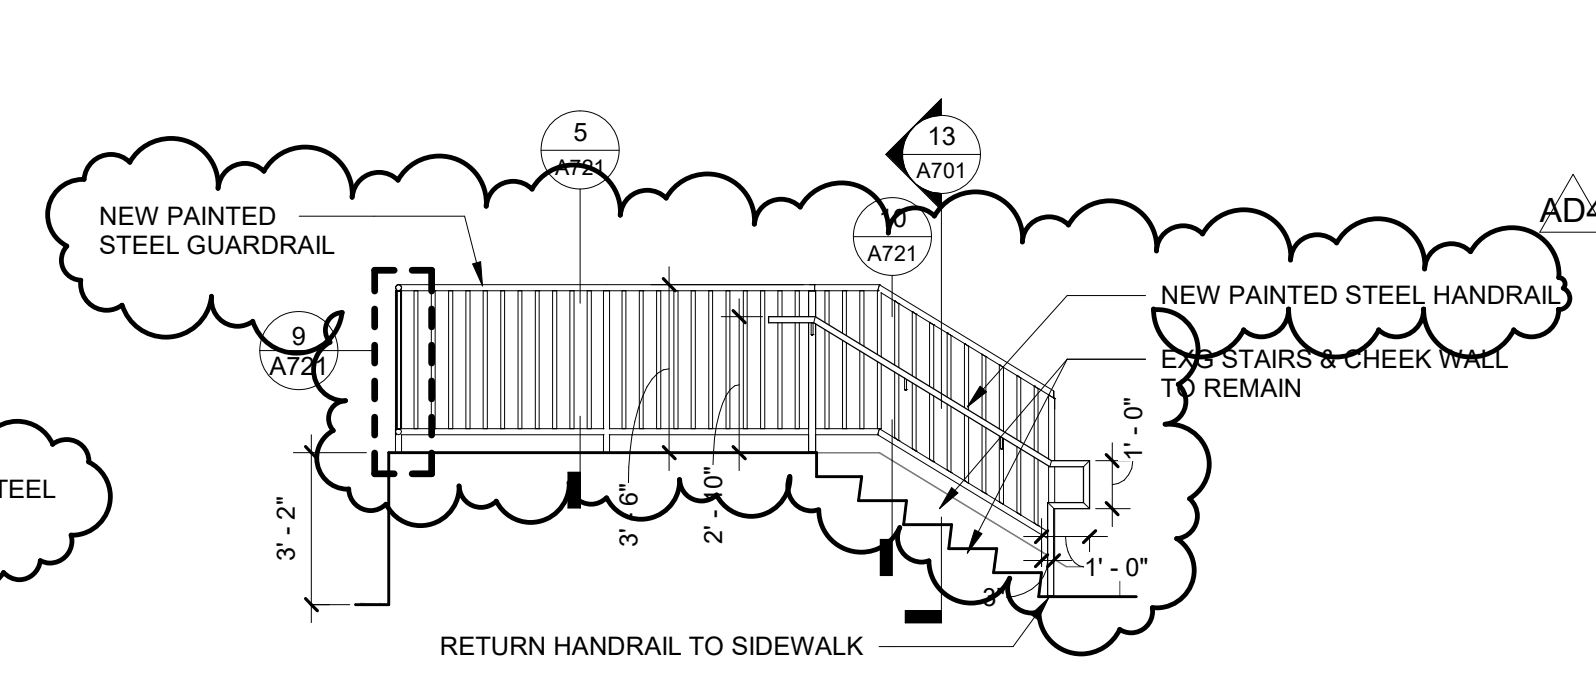 5
A721
13
A701
10
A721
AD4
NEW PAINTED
STEEL GUARDRAIL
NEW PAINTED STEEL HANDRAIL
9
A721
EXG STAIRS & CHEEK WALL
TO REMAIN
1' - 0"
TEEL
3' - 2"
3' - 6"
2' - 10"
1' - 0"
3"
RETURN HANDRAIL TO SIDEWALK